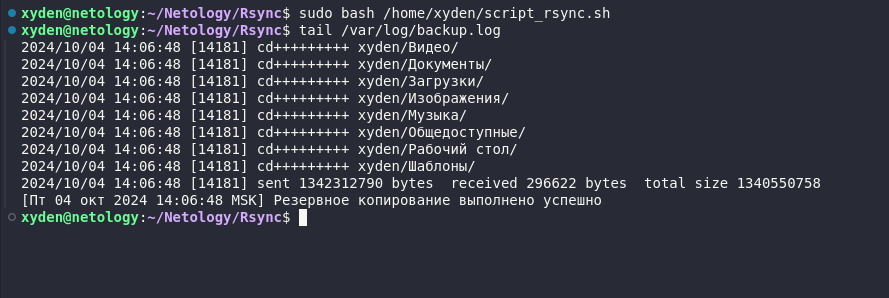 xyden@netology:~/Netology/Rsync$ sudo bash /home/xyden/script_rsync.sh
xyden@netology:~/Netology/Rsync$ tail /var/log/backup.log
2024/10/04 14:06:48 [14181] cd+++++++++ xyden/Видео/
2024/10/04 14:06:48 [14181] cd+++++++++ xyden/Документы/
2024/10/04 14:06:48 [14181] cd+++++++++ xyden/Загрузки/
2024/10/04 14:06:48 [14181] cd+++++++++ xyden/Изображения/
2024/10/04 14:06:48 [14181] cd+++++++++ xyden/Музыка/
2024/10/04 14:06:48 [14181] cd+++++++++ xyden/Общедоступные/
2024/10/04 14:06:48 [14181] cd+++++++++ xyden/Рабочий стол/
2024/10/04 14:06:48 [14181] cd+++++++++ xyden/Шаблоны/
2024/10/04 14:06:48 [14181] sent 1342312790 bytes  received 296622 bytes  total size 1340550758
[Пт 04 окт 2024 14:06:48 MSK] Резервное копирование выполнено успешно
xyden@netology:~/Netology/Rsync$